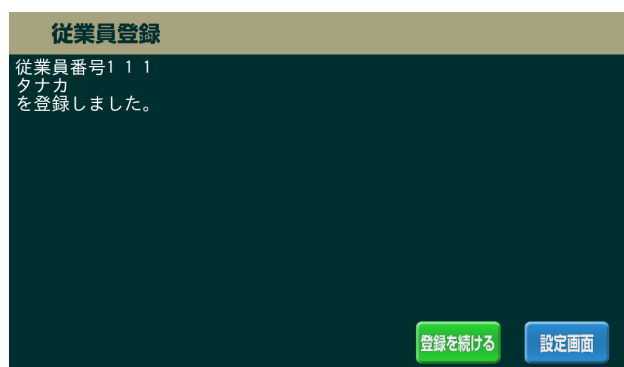 従業員登録
従業員番号1 1 1
タナカ
を登録しました。
登録を続ける
設定画面